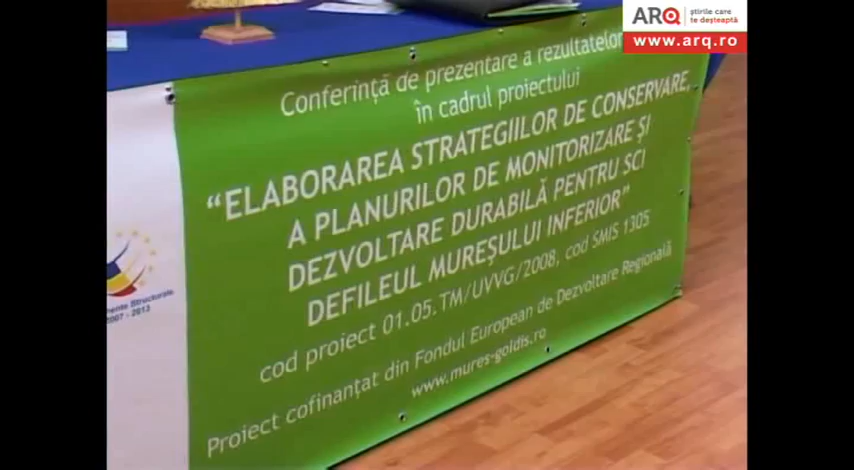 ARQ știrile care te deșteaptă
www.arq.ro
Conferință de prezentare a rezultatelor
în cadrul proiectului
“ELABORAREA STRATEGIILOR DE CONSERVARE,
A PLANURILOR DE MONITORIZARE ȘI
DEZVOLTARE DURABILĂ PENTRU SCI
DEFILEUL MUREȘULUI INFERIOR”
cod proiect 01.05.TM/UVVG/2008, cod SMIS 1305
Proiect cofinanțat din Fondul European de Dezvoltare Regională
www.mures-goldis.ro
Structurale
2007 - 2013